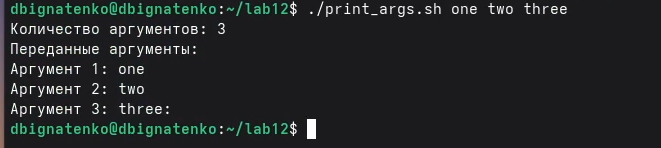 dbignatenko@dbignatenko:~/lab12$ ./print_args.sh one two three
Количество аргументов: 3
Переданные аргументы:
Аргумент 1: one
Аргумент 2: two
Аргумент 3: three:
dbignatenko@dbignatenko:~/lab12$